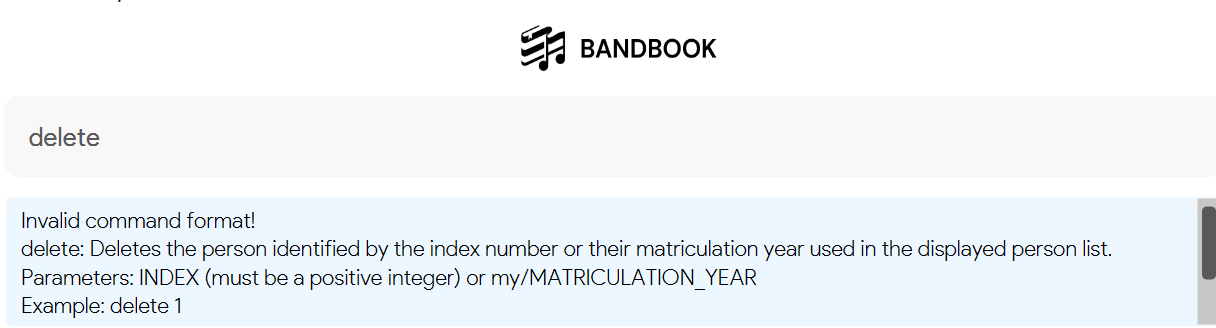 BANDBOOK
delete
Invalid command format!
delete: Deletes the person identified by the index number or their matriculation year used in the displayed person list.
Parameters: INDEX (must be a positive integer) or my/MATRICULATION_YEAR
Example: delete 1